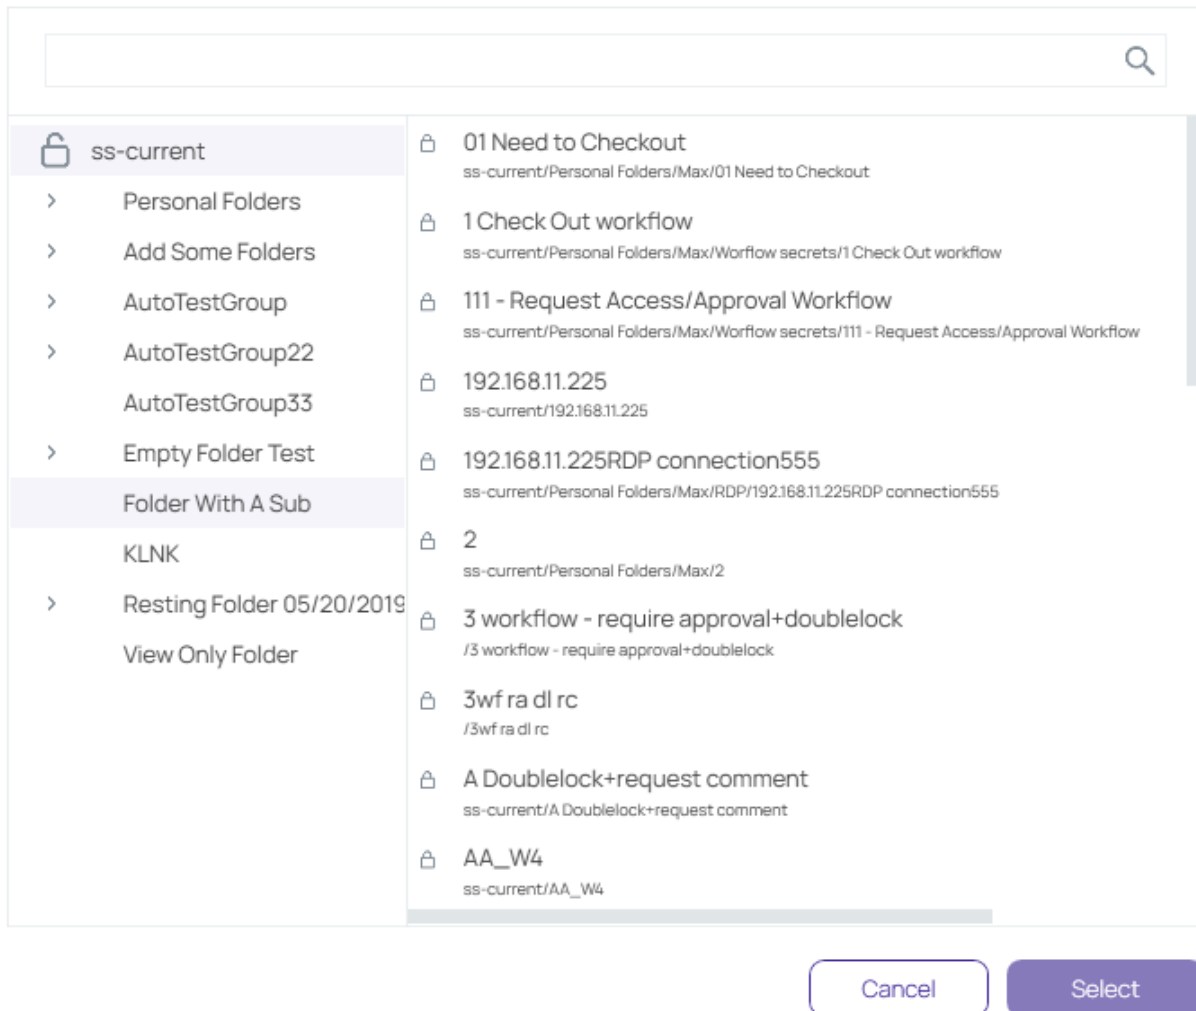 ss-current
Personal Folders
Add Some Folders
AutoTestGroup
AutoTestGroup22
AutoTestGroup33
Empty Folder Test
Folder With A Sub
KLNK
Resting Folder 05/20/2019
View Only Folder
01 Need to Checkout
ss-current/Personal Folders/Max/01 Need to Checkout
1 Check Out workflow
ss-current/Personal Folders/Max/Worflow secrets/1 Check Out workflow
111 - Request Access/Approval Workflow
ss-current/Personal Folders/Max/Worflow secrets/111 - Request Access/Approval Workflow
192.168.11.225
ss-current/192.168.11.225
192.168.11.225RDP connection555
ss-current/Personal Folders/Max/RDP/192.168.11.225RDP connection555
2
ss-current/Personal Folders/Max/2
3 workflow - require approval+doublelock
/3 workflow - require approval+doublelock
3wf ra dl rc
/3wf ra dl rc
A Doublelock+request comment
ss-current/A Doublelock+request comment
AA_W4
ss-current/AA_W4
Cancel
Select